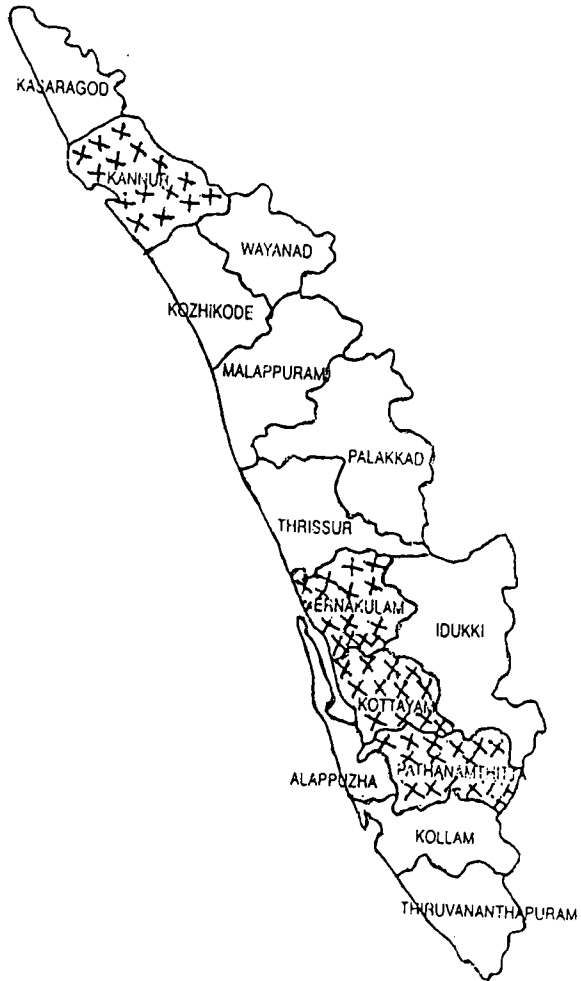 KASARAGOD
KANNUR
WAYANAD
KOZHIKODE
MALAPPURAM
PALAKKAD
THRISSUR
ERNAKULAM
IDUKKI
KOTTAYAM
PATHANAMTHITTA
ALAPPUZHA
KOLLAM
THIRUVANANTHAPURAM